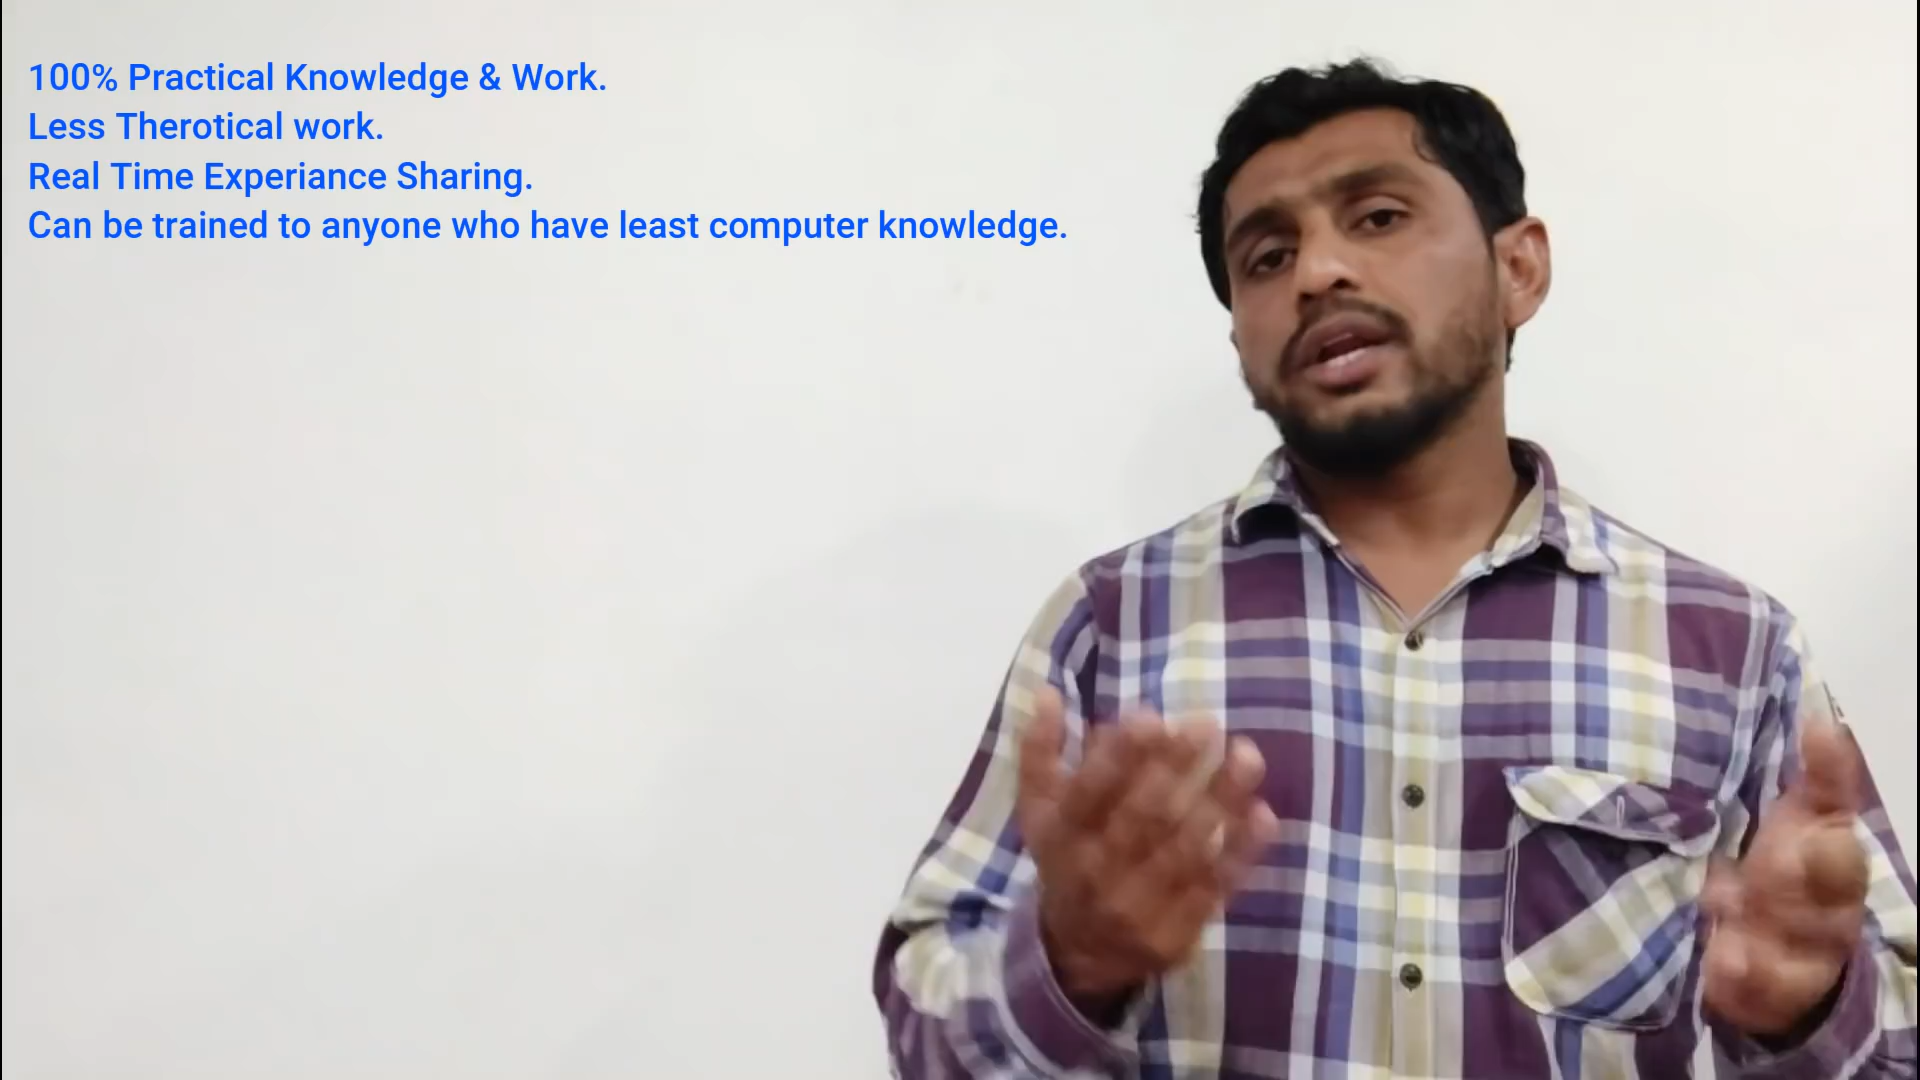 100% Practical Knowledge & Work.
Less Therotical work.
Real Time Experiance Sharing.
Can be trained to anyone who have least computer knowledge.